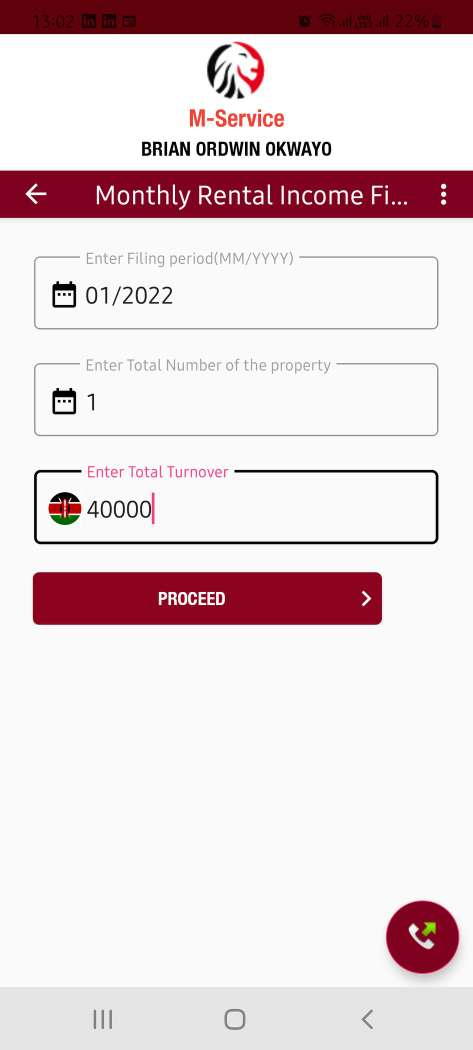 13:02
22%
M-Service
BRIAN ORDWIN OKWAYO
Monthly Rental Income Fi...
Enter Filing period(MM/YYYY)
01/2022
Enter Total Number of the property
1
Enter Total Turnover
40000
PROCEED